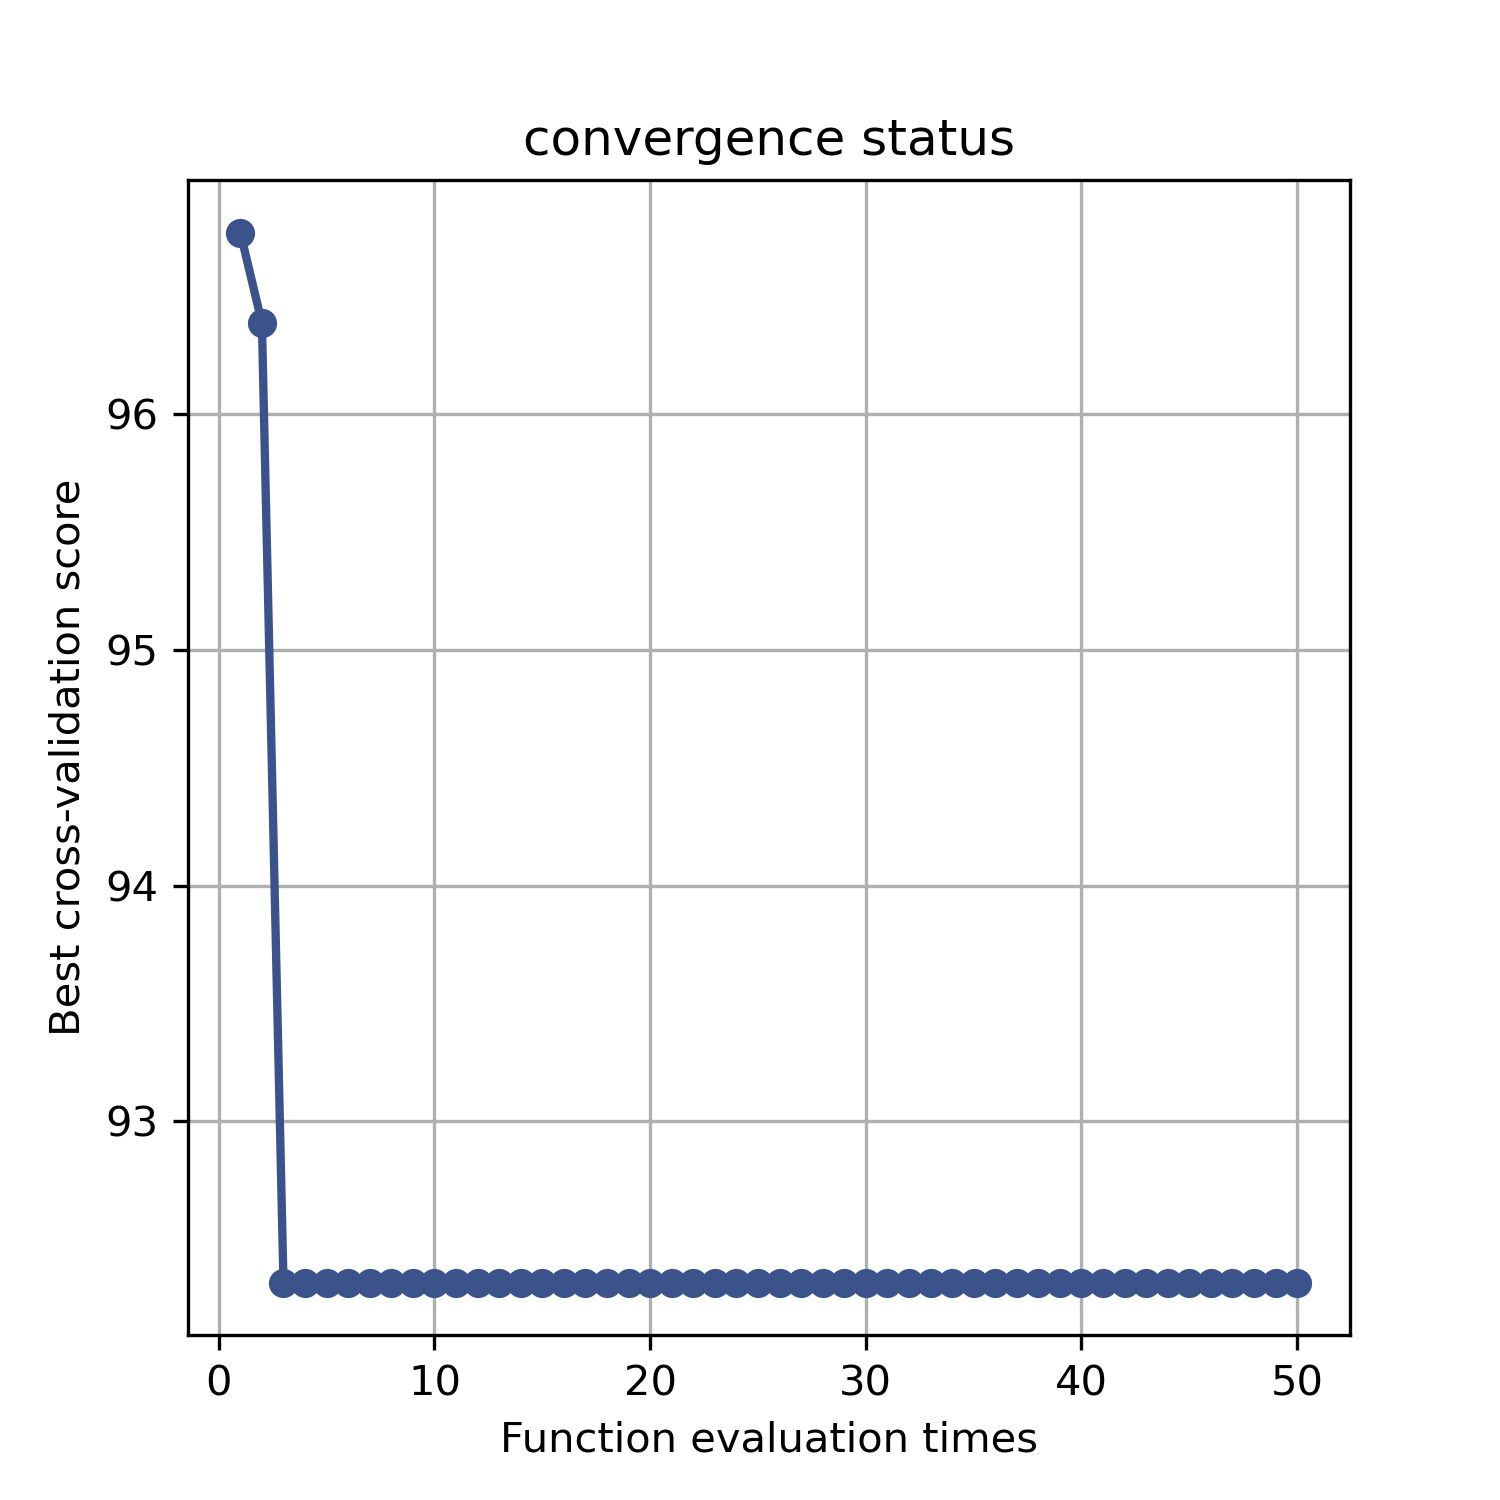 convergence status
Best cross-validation score
96
95
94
93
0 10 20 30 40 50
Function evaluation times